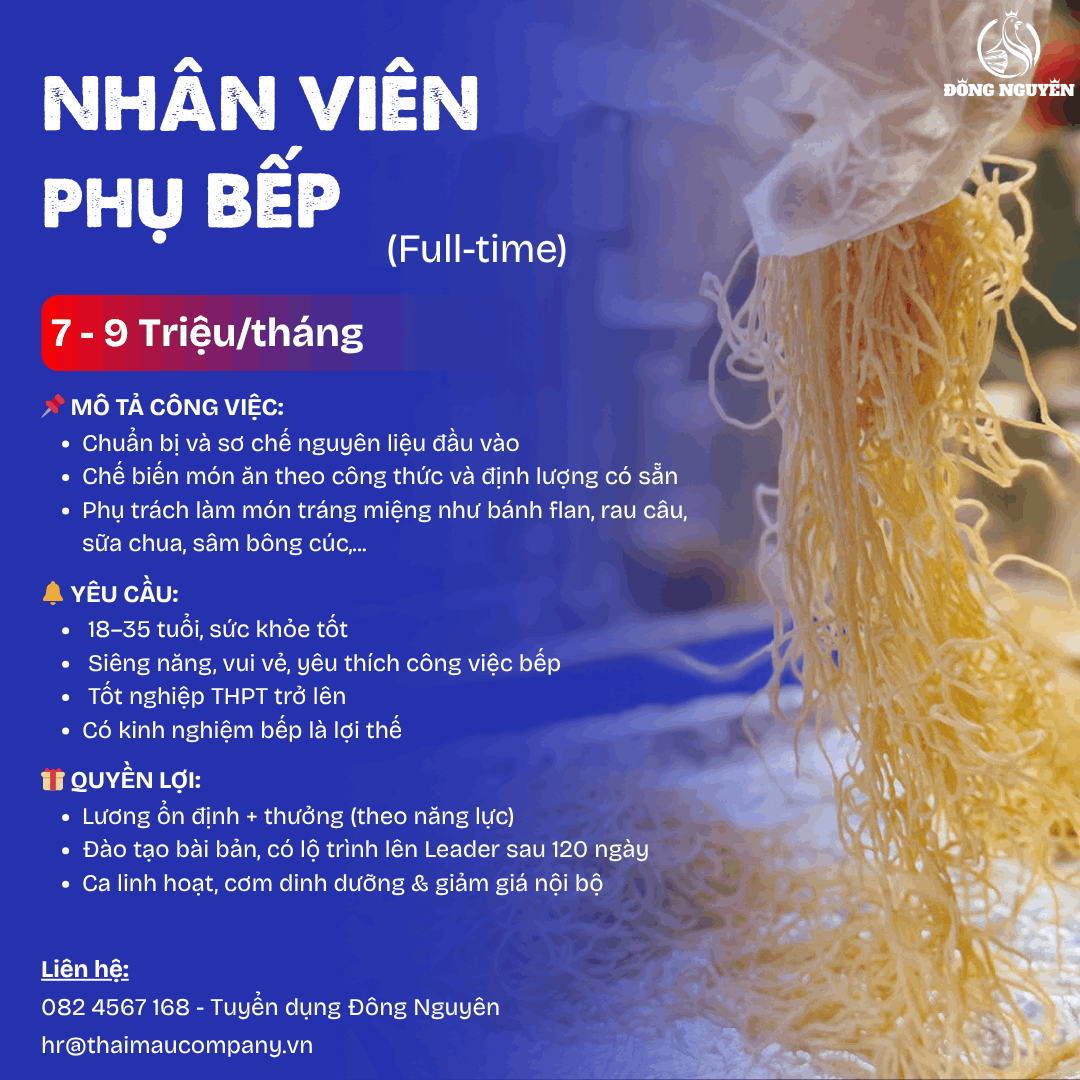 ĐÔNG NGUYÊN
NHÂN VIÊN
PHỤ BẾP
(Full-time)
7 - 9 Triệu/tháng
📌 MÔ TẢ CÔNG VIỆC:
• Chuẩn bị và sơ chế nguyên liệu đầu vào
• Chế biến món ăn theo công thức và định lượng có sẵn
• Phụ trách làm món tráng miệng như bánh flan, rau câu,
sữa chua, sâm bông cúc,...
🔔 YÊU CẦU:
• 18–35 tuổi, sức khỏe tốt
• Siêng năng, vui vẻ, yêu thích công việc bếp
• Tốt nghiệp THPT trở lên
• Có kinh nghiệm bếp là lợi thế
🎁 QUYỀN LỢI:
• Lương ổn định + thưởng (theo năng lực)
• Đào tạo bài bản, có lộ trình lên Leader sau 120 ngày
• Ca linh hoạt, cơm dinh dưỡng & giảm giá nội bộ
Liên hệ:
082 4567 168 - Tuyển dụng Đông Nguyên
hr@thaimaucompany.vn